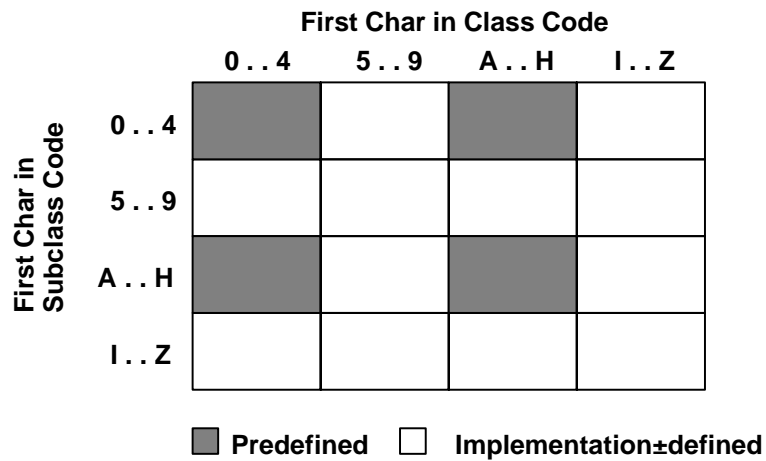 First Char in Class Code
0 . . 4 5 . . 9 A . . H I . . Z
First Char in
Subclass Code
0 . . 4
5 . . 9
A . . H
I . . Z
Predefined Implementation±defined